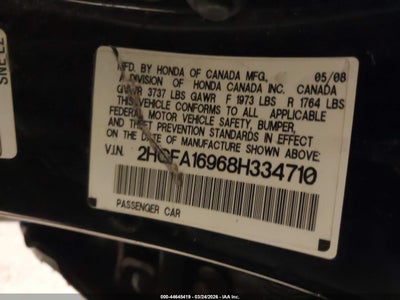 MFD. BY HONDA OF CANADA MFG., 05/08
A DIVISION OF HONDA CANADA INC. CANADA
GVWR 3737 LBS GAWR F 1973 LBS R 1764 LBS
THIS VEHICLE CONFORMS TO ALL APPLICABLE
FEDERAL MOTOR VEHICLE SAFETY, BUMPER,
AND THEFT PREVENTION STANDARDS IN EFFECT
ON THE DATE OF MANUFACTURE SHOWN ABOVE:
V.I.N.
PASSENGER CAR
000-44645419 - 03/24/2026 - IAA Inc.